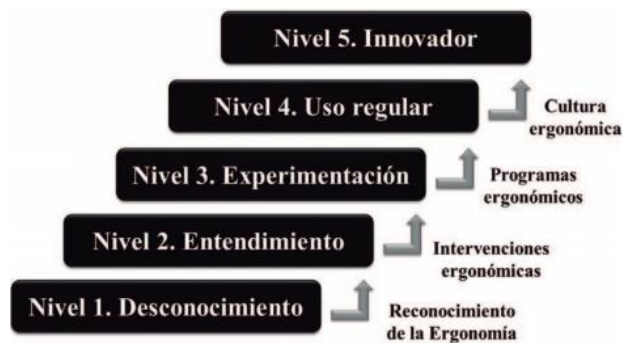 Nivel 5. Innovador
Nivel 4. Uso regular
Cultura
ergonómica
Nivel 3. Experimentación
Programas
ergonómicos
Nivel 2. Entendimiento
Intervenciones
ergonómicas
Nivel 1. Desconocimiento
Reconocimiento
de la Ergonomía